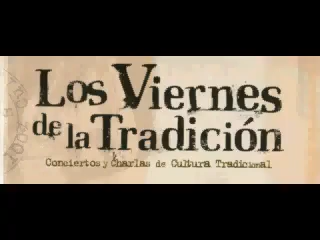 Los Viernes
de la Tradición
Conciertos y Charlas de Cultura Tradicional